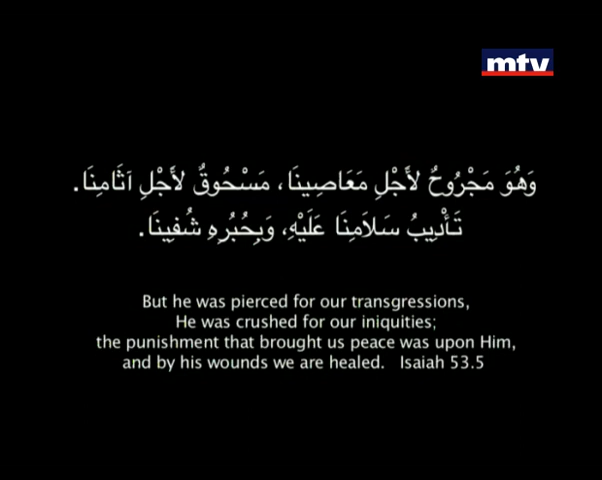 mtv
وَهُوَ مَجْرُوحٌ لأَجْلِ مَعَاصِينَا، مَسْحُوقٌ لأَجْلِ آثَامِنَا.
تَأْدِيبُ سَلاَمِنَا عَلَيْهِ، وَبِحُبُرِهِ شُفِينَا.
But he was pierced for our transgressions,
He was crushed for our iniquities;
the punishment that brought us peace was upon Him,
and by his wounds we are healed. Isaiah 53.5